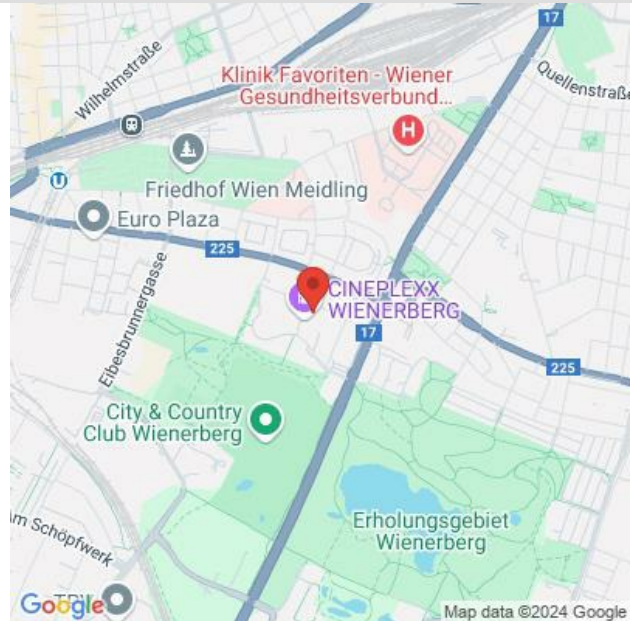 17
Wilhelmstraße
Klinik Favoriten - Wiener
Gesundheitsverbund...
H
Quellenstraße
Friedhof Wien Meidling
U
Euro Plaza
225
Eibesbrunnergasse
CINEPLEXX
WIENERBERG
17
225
City & Country
Club Wienerberg
Am Schöpfwerk
Erholungsgebiet
Wienerberg
Google
Map data ©2024 Google